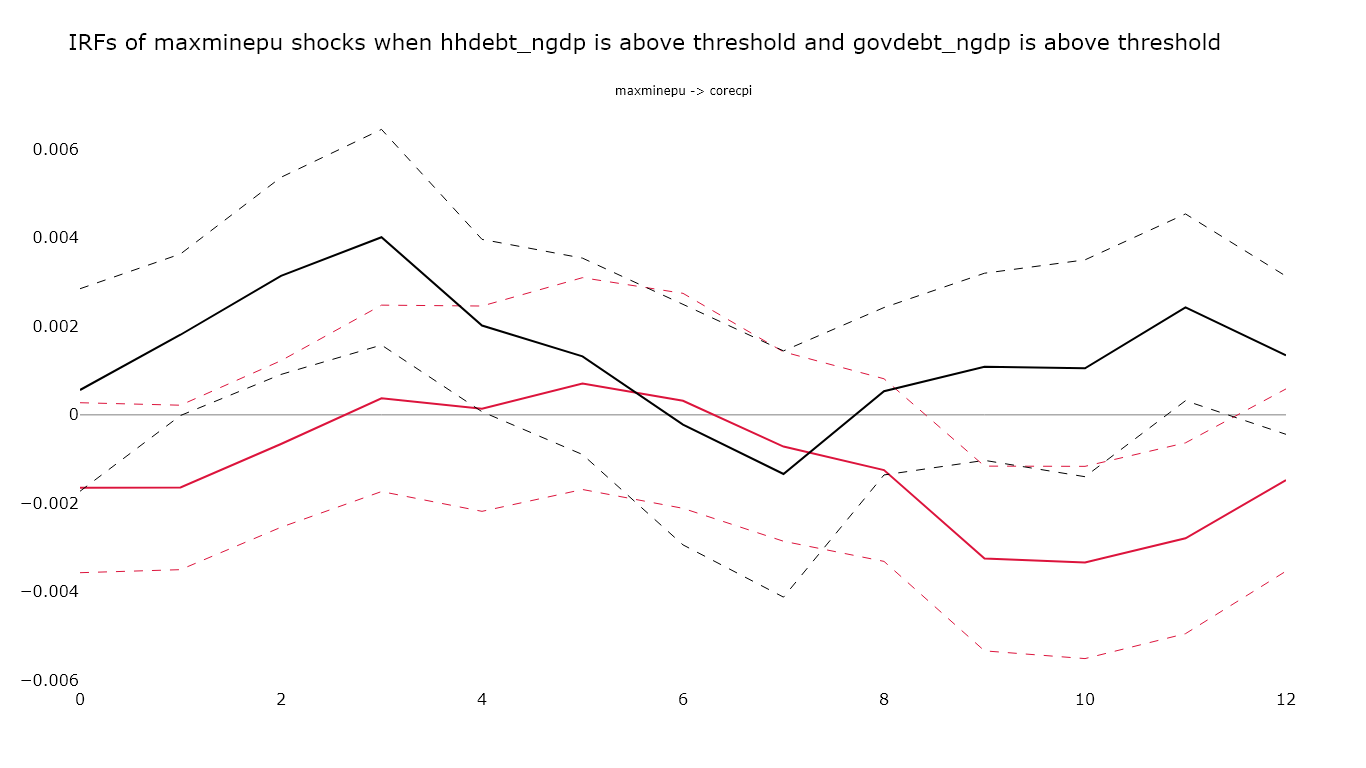 IRFs of maxminepu shocks when hhdebt_ngdp is above threshold and govdebt_ngdp is above threshold
maxminepu -> corecpi
0.006
0.004
0.002
0
−0.002
−0.004
−0.006
0 2 4 6 8 10 12